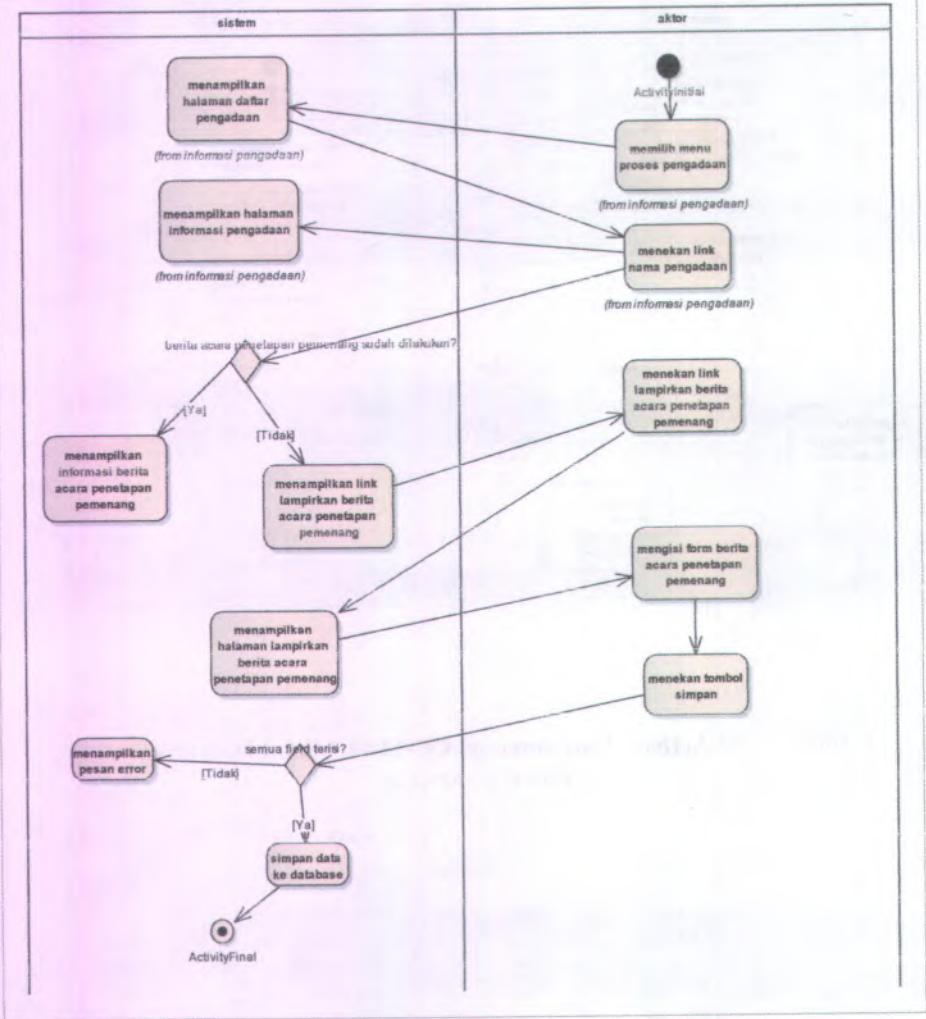 sistem
aktor
ActivityInitial
menampilkan
halaman daftar
pengadaan
(from informasi pengadaan)
memilih menu
proses pengadaan
(from informasi pengadaan)
menampilkan halaman
informasi pengadaan
(from informasi pengadaan)
menekan link
nama pengadaan
(from informasi pengadaan)
berita acara penetapan pemenang sudah dilakukan?
[Ya]
[Tidak]
menekan link
lampirkan berita
acara penetapan
pemenang
menampilkan
informasi berita
acara penetapan
pemenang
menampilkan link
lampirkan berita
acara penetapan
pemenang
mengisi form berita
acara penetapan
pemenang
menampilkan
halaman lampirkan
berita acara
penetapan pemenang
menekan tombol
simpan
semua field terisi?
[Tidak]
menampilkan
pesan error
[Ya]
simpan data
ke database
ActivityFinal